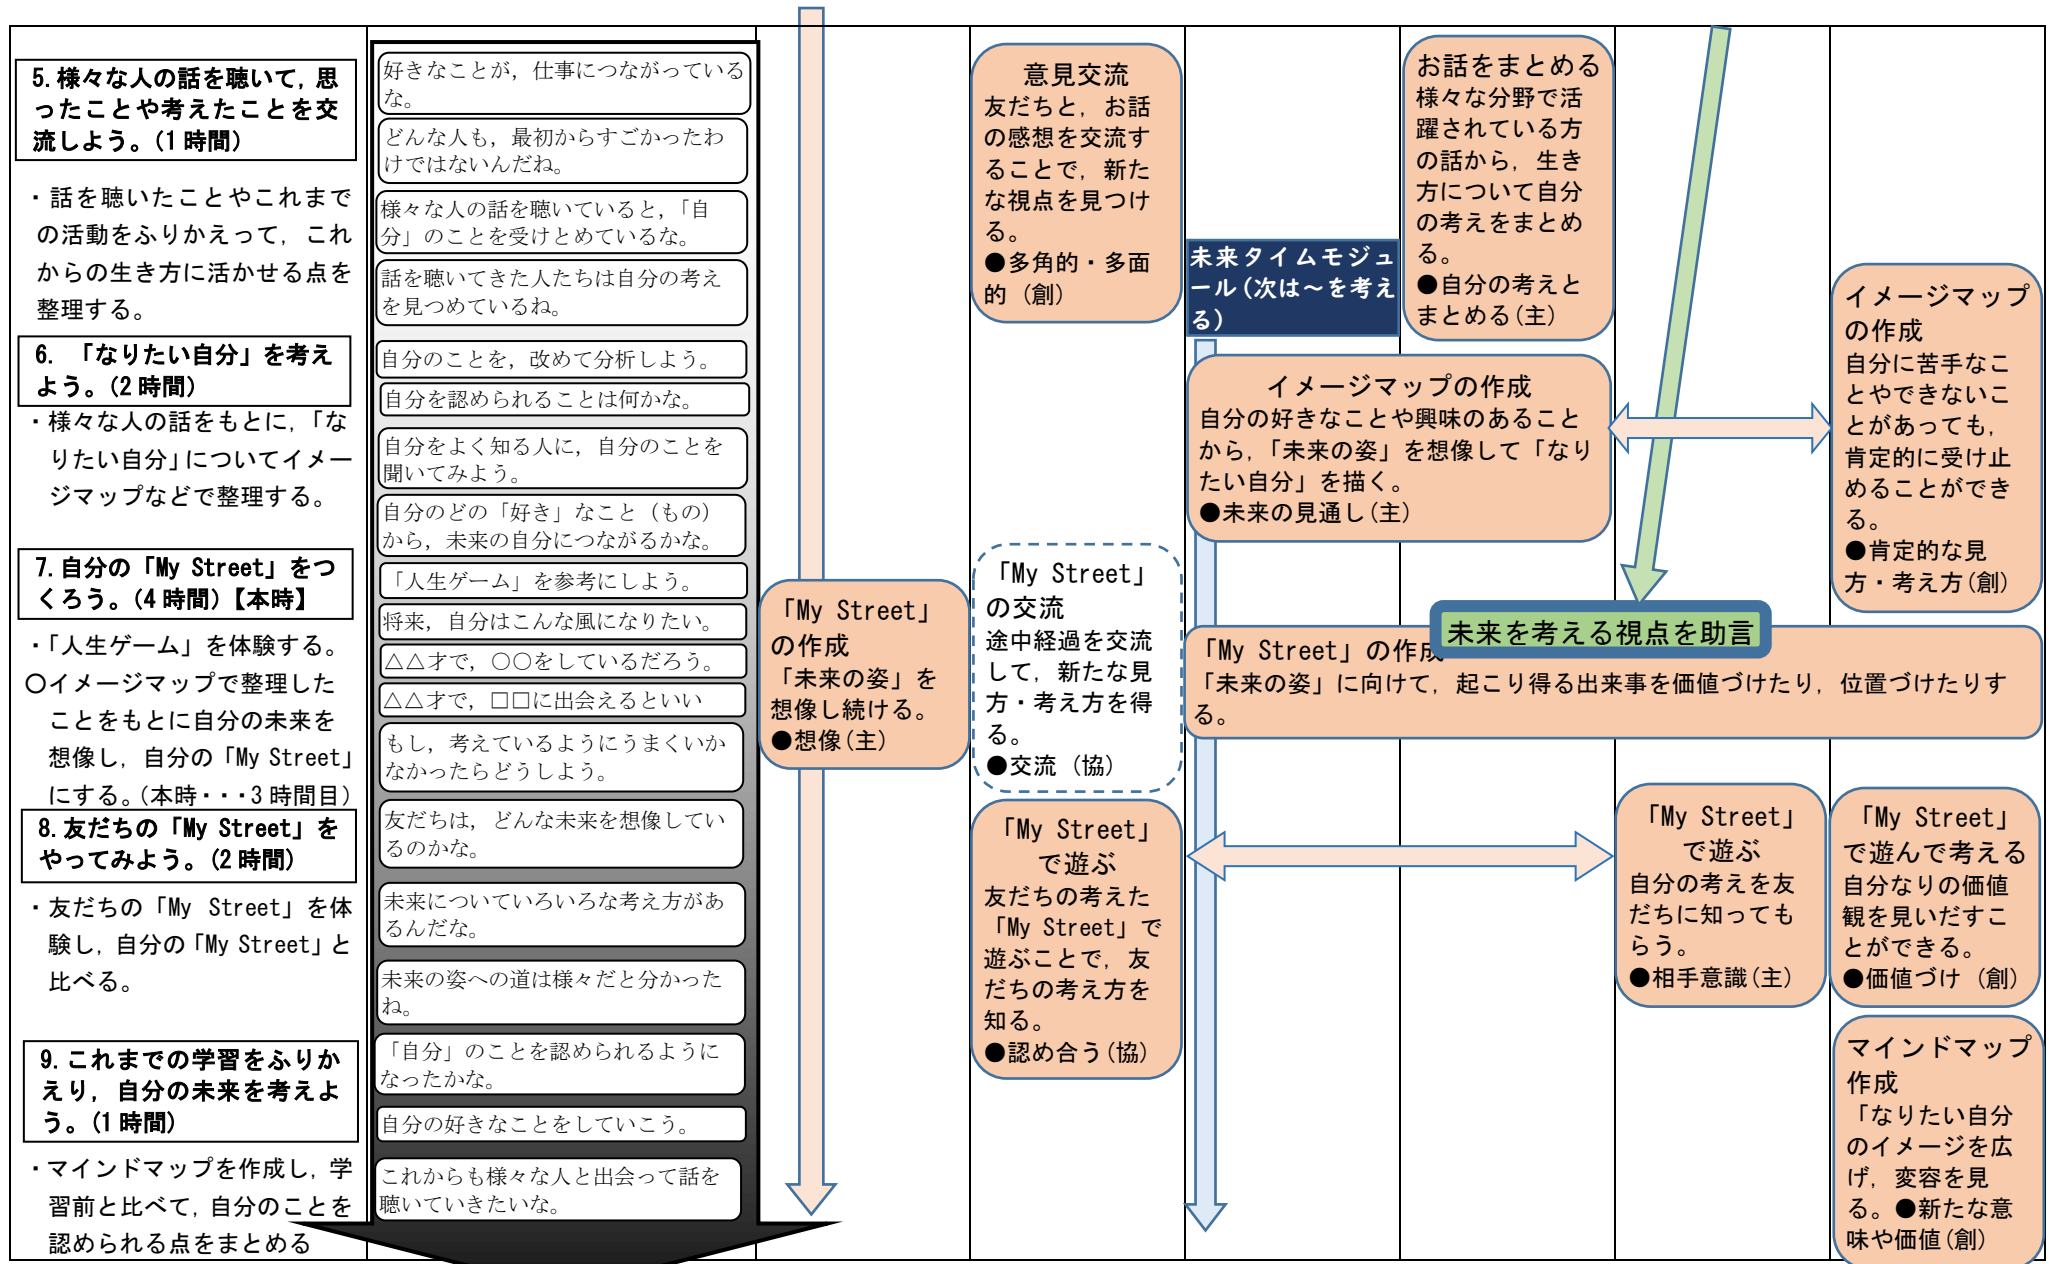 5.様々な人の話を聴いて,思
ったことや考えたことを交
流しよう。(1時間)
・話を聴いたことやこれまで
の活動をふりかえって,これ
からの生き方に活かせる点を
整理する。
6. 「なりたい自分」を考え
よう。(2時間)
・様々な人の話をもとに,「な
りたい自分」についてイメー
ジマップなどで整理する。
7.自分の「My Street」をつ
くろう。(4時間)【本時】
・「人生ゲーム」を体験する。
〇イメージマップで整理した
ことをもとに自分の未来を
想像し,自分の「My Street」
にする。(本時・・・3時間目)
8.友だちの「My Street」を
やってみよう。(2時間)
・友だちの「My Street」を体
験し,自分の「My Street」と
比べる。
9.これまでの学習をふりか
えり,自分の未来を考えよ
う。(1時間)
・マインドマップを作成し,学
習前と比べて,自分のことを
認められる点をまとめる
好きなことが,仕事につながっている
な。
どんな人も,最初からすごかったわ
けではないんだね。
様々な人の話を聴いていると,「自
分」のことを受けとめているな。
話を聴いてきた人たちは自分の考え
を見つめているね。
自分のことを,改めて分析しよう。
自分を認められることは何かな。
自分をよく知る人に,自分のことを
聞いてみよう。
自分のどの「好き」なこと(もの)
から,未来の自分につながるかな。
「人生ゲーム」を参考にしよう。
将来,自分はこんな風になりたい。
△△才で,〇〇をしているだろう。
△△才で,□□に出会えるといい
もし,考えているようにうまくいか
なかったらどうしよう。
友だちは,どんな未来を想像してい
るのかな。
未来についていろいろな考え方があ
るんだな。
未来の姿への道は様々だと分かった
ね。
「自分」のことを認められるように
なったかな。
自分の好きなことをしていこう。
これからも様々な人と出会って話を
聴いていきたいな。
「My Street」
の作成
「未来の姿」を
想像し続ける。
●想像(主)
意見交流
友だちと,お話
の感想を交流す
ることで,新た
な視点を見つけ
る。
●多角的・多面
的(創)
「My Street」
の交流
途中経過を交流
して,新たな見
方・考え方を得
る。
●交流(協)
「My Street」
で遊ぶ
友だちの考えた
「My Street」で
遊ぶことで,友
だちの考え方を
知る。
●認め合う(協)
未来タイムモジュ
ール(次は~を考え
る)
お話をまとめる
様々な分野で活
躍されている方
の話から,生き
方について自分
の考えをまとめ
る。
●自分の考えと
まとめる(主)
イメージマップの作成
自分の好きなことや興味のあること
から,「未来の姿」を想像して「なり
たい自分」を描く。
●未来の見通し(主)
イメージマップ
の作成
自分に苦手なこ
とやできないこ
とがあっても,
肯定的に受け止
めることができ
る。
●肯定的な見
方・考え方(創)
未来を考える視点を助言
「My Street」の作成
「未来の姿」に向けて,起こり得る出来事を価値づけたり,位置づけたりす
る。
「My Street」
で遊ぶ
自分の考えを友
だちに知っても
らう。
●相手意識(主)
「My Street」
で遊んで考える
自分なりの価値
観を見いだすこ
とができる。
●価値づけ(創)
マインドマップ
作成
「なりたい自分
のイメージを広
げ,変容を見
る。●新たな意
味や価値(創)